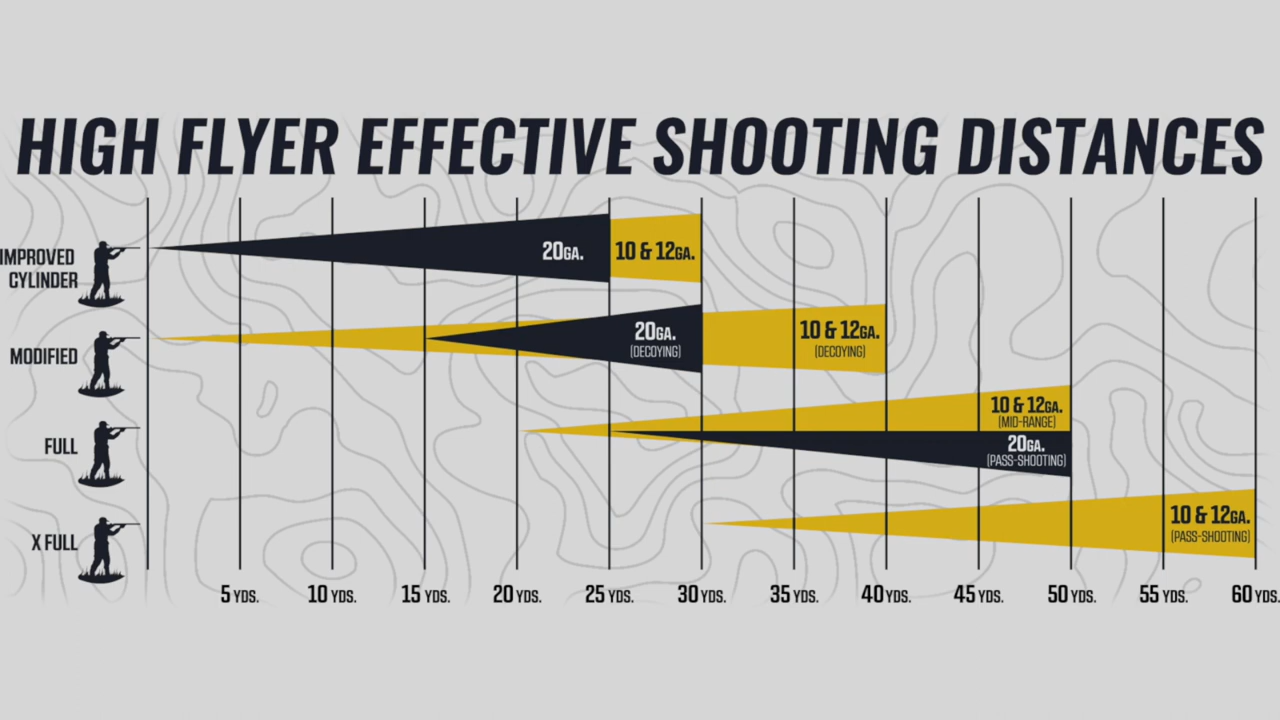 HIGH FLYER EFFECTIVE SHOOTING DISTANCES
IMPROVED
CYLINDER
20GA.
10 & 12GA.
MODIFIED
20GA.
(DECOYING)
10 & 12GA.
(DECOYING)
FULL
10 & 12GA.
(MID-RANGE)
20GA.
(PASS-SHOOTING)
X FULL
10 & 12GA.
(PASS-SHOOTING)
5 YDS. 10 YDS. 15 YDS. 20 YDS. 25 YDS. 30 YDS. 35 YDS. 40 YDS. 45 YDS. 50 YDS. 55 YDS. 60 YDS.